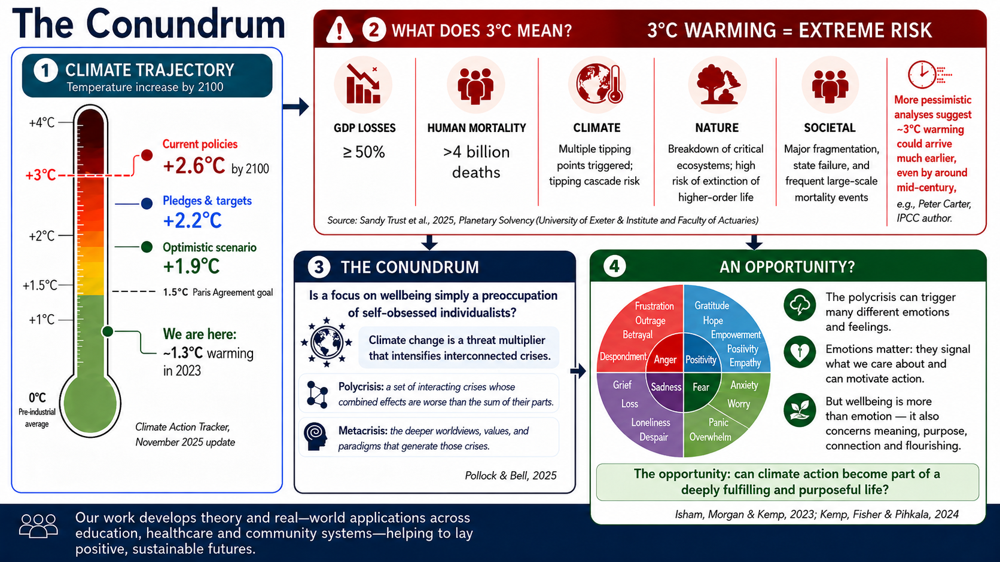 The Conundrum
1 CLIMATE TRAJECTORY
Temperature increase by 2100
+4°C
+3°C
+2°C
+1.5°C
+1°C
0°C
Pre-industrial
average
Current policies
+2.6°C by 2100
Pledges & targets
+2.2°C
Optimistic scenario
+1.9°C
1.5°C Paris Agreement goal
We are here:
~1.3°C warming
in 2023
Climate Action Tracker,
November 2025 update
2 WHAT DOES 3°C MEAN? 3°C WARMING = EXTREME RISK
GDP LOSSES
≥ 50%
HUMAN MORTALITY
>4 billion
deaths
CLIMATE
Multiple tipping
points triggered;
tipping cascade risk
NATURE
Breakdown of critical
ecosystems; high
risk of extinction of
higher-order life
SOCIETAL
Major fragmentation,
state failure, and
frequent large-scale
mortality events
More pessimistic
analyses suggest
~3°C warming
could arrive
much earlier,
even by around
mid-century,
e.g., Peter Carter,
IPCC author.
Source: Sandy Trust et al., 2025, Planetary Solvency (University of Exeter & Institute and Faculty of Actuaries)
3 THE CONUNDRUM
Is a focus on wellbeing simply a preoccupation
of self-obsessed individualists?
Climate change is a threat multiplier
that intensifies interconnected crises.
Polycrisis: a set of interacting crises whose
combined effects are worse than the sum of their parts.
Metacrisis: the deeper worldviews, values, and
paradigms that generate those crises.
Pollock & Bell, 2025
4 AN OPPORTUNITY?
Frustration
Outrage
Betrayal
Despondment
Anger
Gratitude
Hope
Empowerment
Posivity
Empathy
Positivity
Sadness
Grief
Loss
Loneliness
Despair
Fear
Anxiety
Worry
Panic
Overwhelm
The polycrisis can trigger
many different emotions
and feelings.
Emotions matter: they signal
what we care about and
can motivate action.
But wellbeing is more
than emotion — it also
concerns meaning, purpose,
connection and flourishing.
The opportunity: can climate action become part of a
deeply fulfilling and purposeful life?
Isham, Morgan & Kemp, 2023; Kemp, Fisher & Pihkala, 2024
Our work develops theory and real—world applications across
education, healthcare and community systems—helping to lay
positive, sustainable futures.